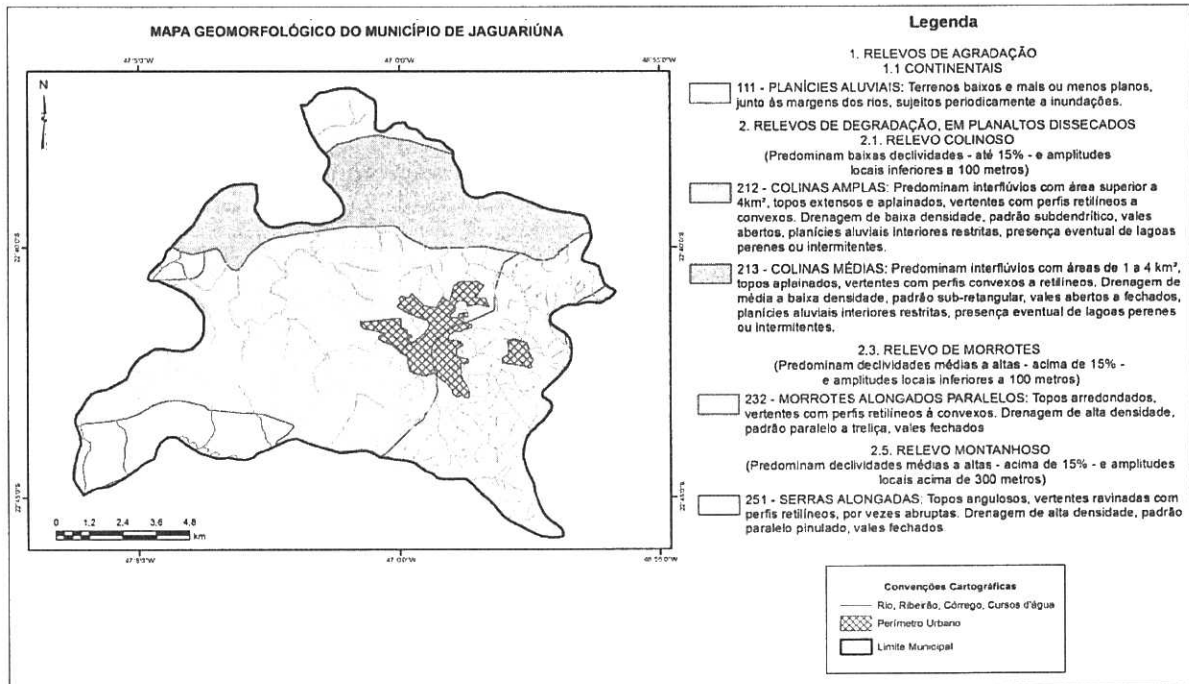 MAPA GEOMORFOLÓGICO DO MUNICÍPIO DE JAGUARIÚNA
47°0'0"W
N
22°40'0"S
22°40'0"S
22°45'0"S
0 1.2 2.4 3.6 4.8
km
47°0'0"W
Legenda
1. RELEVOS DE AGRADAÇÃO
1.1 CONTINENTAIS
111 - PLANÍCIES ALUVIAIS: Terrenos baixos e mais ou menos planos,
junto às margens dos rios, sujeitos periodicamente a inundações.
2. RELEVOS DE DEGRADAÇÃO, EM PLANALTOS DISSECADOS
2.1. RELEVO COLINOSO
(Predominam baixas declividades - até 15% - e amplitudes
locais inferiores a 100 metros)
212 - COLINAS AMPLAS: Predominam interflúvios com área superior a
4km², topos extensos e aplainados, vertentes com perfis retilíneos a
convexos. Drenagem de baixa densidade, padrão subdendrítico, vales
abertos, planícies aluviais interiores restritas, presença eventual de lagoas
perenes ou intermitentes.
213 - COLINAS MÉDIAS: Predominam interflúvios com áreas de 1 a 4 km²,
topos aplainados, vertentes com perfis convexos a retilíneos. Drenagem de
média a baixa densidade, padrão sub-retangular, vales abertos a fechados,
planícies aluviais interiores restritas, presença eventual de lagoas perenes
ou intermitentes.
2.3. RELEVO DE MORROTES
(Predominam declividades médias a altas - acima de 15% -
e amplitudes locais inferiores a 100 metros)
232 - MORROTES ALONGADOS PARALELOS: Topos arredondados,
vertentes com perfis retilíneos à convexos. Drenagem de alta densidade,
padrão paralelo a treliça, vales fechados
2.5. RELEVO MONTANHOSO
(Predominam declividades médias a altas - acima de 15% - e amplitudes
locais acima de 300 metros)
251 - SERRAS ALONGADAS: Topos angulosos, vertentes ravinadas com
perfis retilíneos, por vezes abruptas. Drenagem de alta densidade, padrão
paralelo pinulado, vales fechados
Convenções Cartográficas
Rio, Ribeirão, Córrego, Cursos d'água
Perímetro Urbano
Limite Municipal